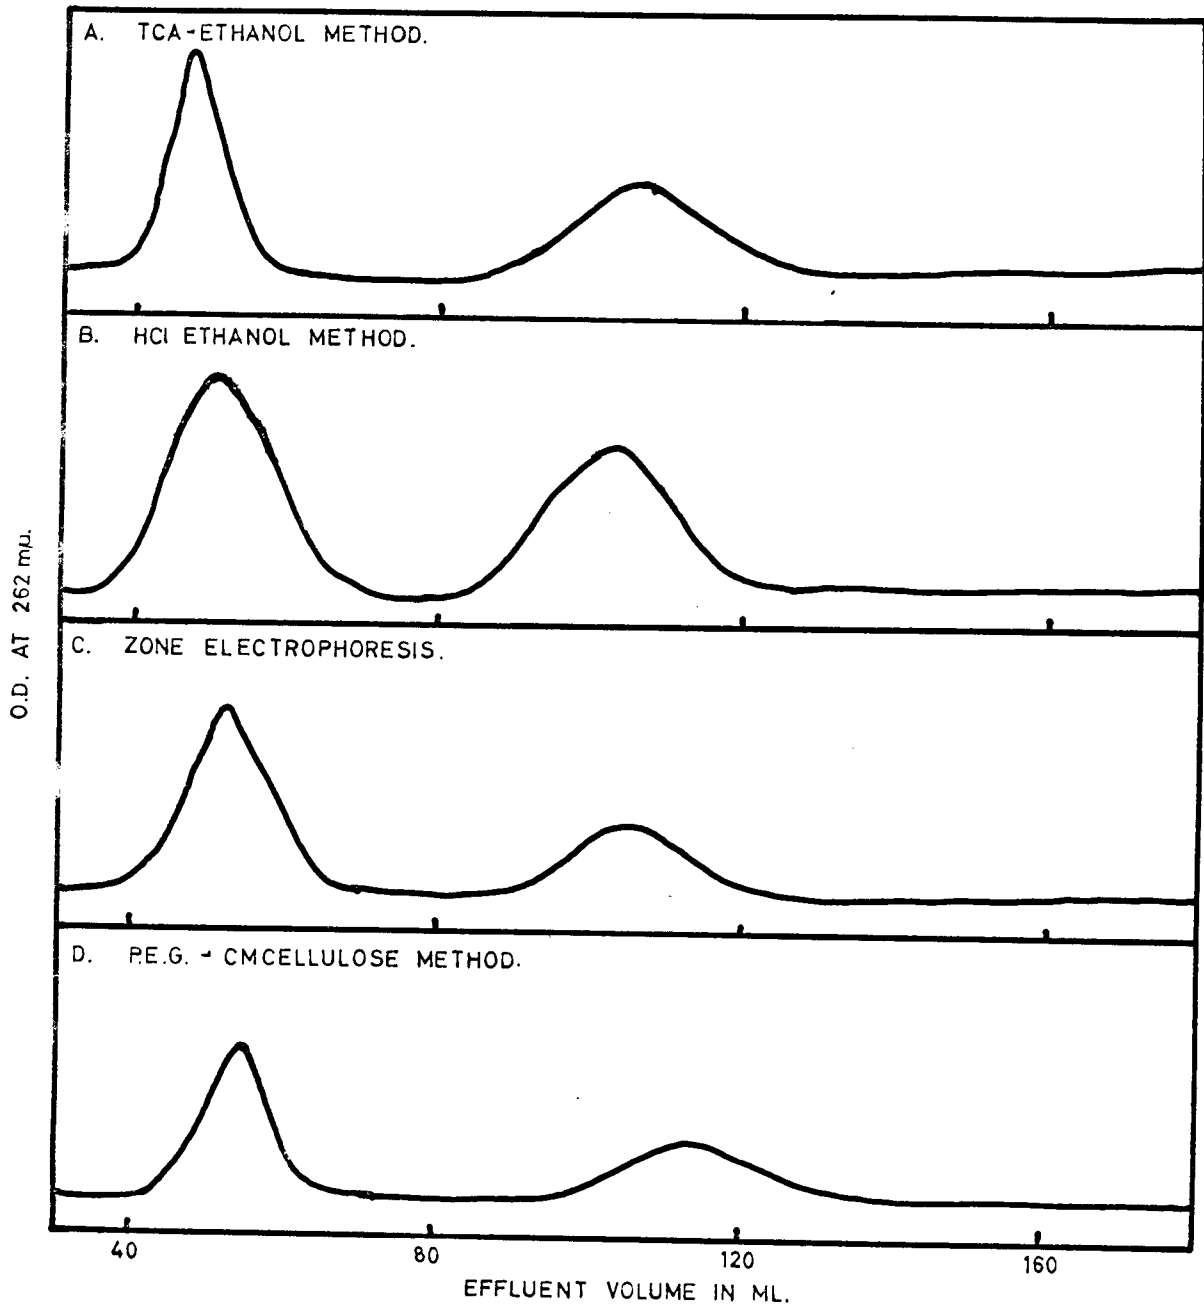 A. TCA-ETHANOL METHOD.
B. HCl ETHANOL METHOD.
C. ZONE ELECTROPHORESIS.
D. P.E.G. - CMCELLULOSE METHOD.
O.D. AT 262 mµ.
40 80 120 160
EFFLUENT VOLUME IN ML.